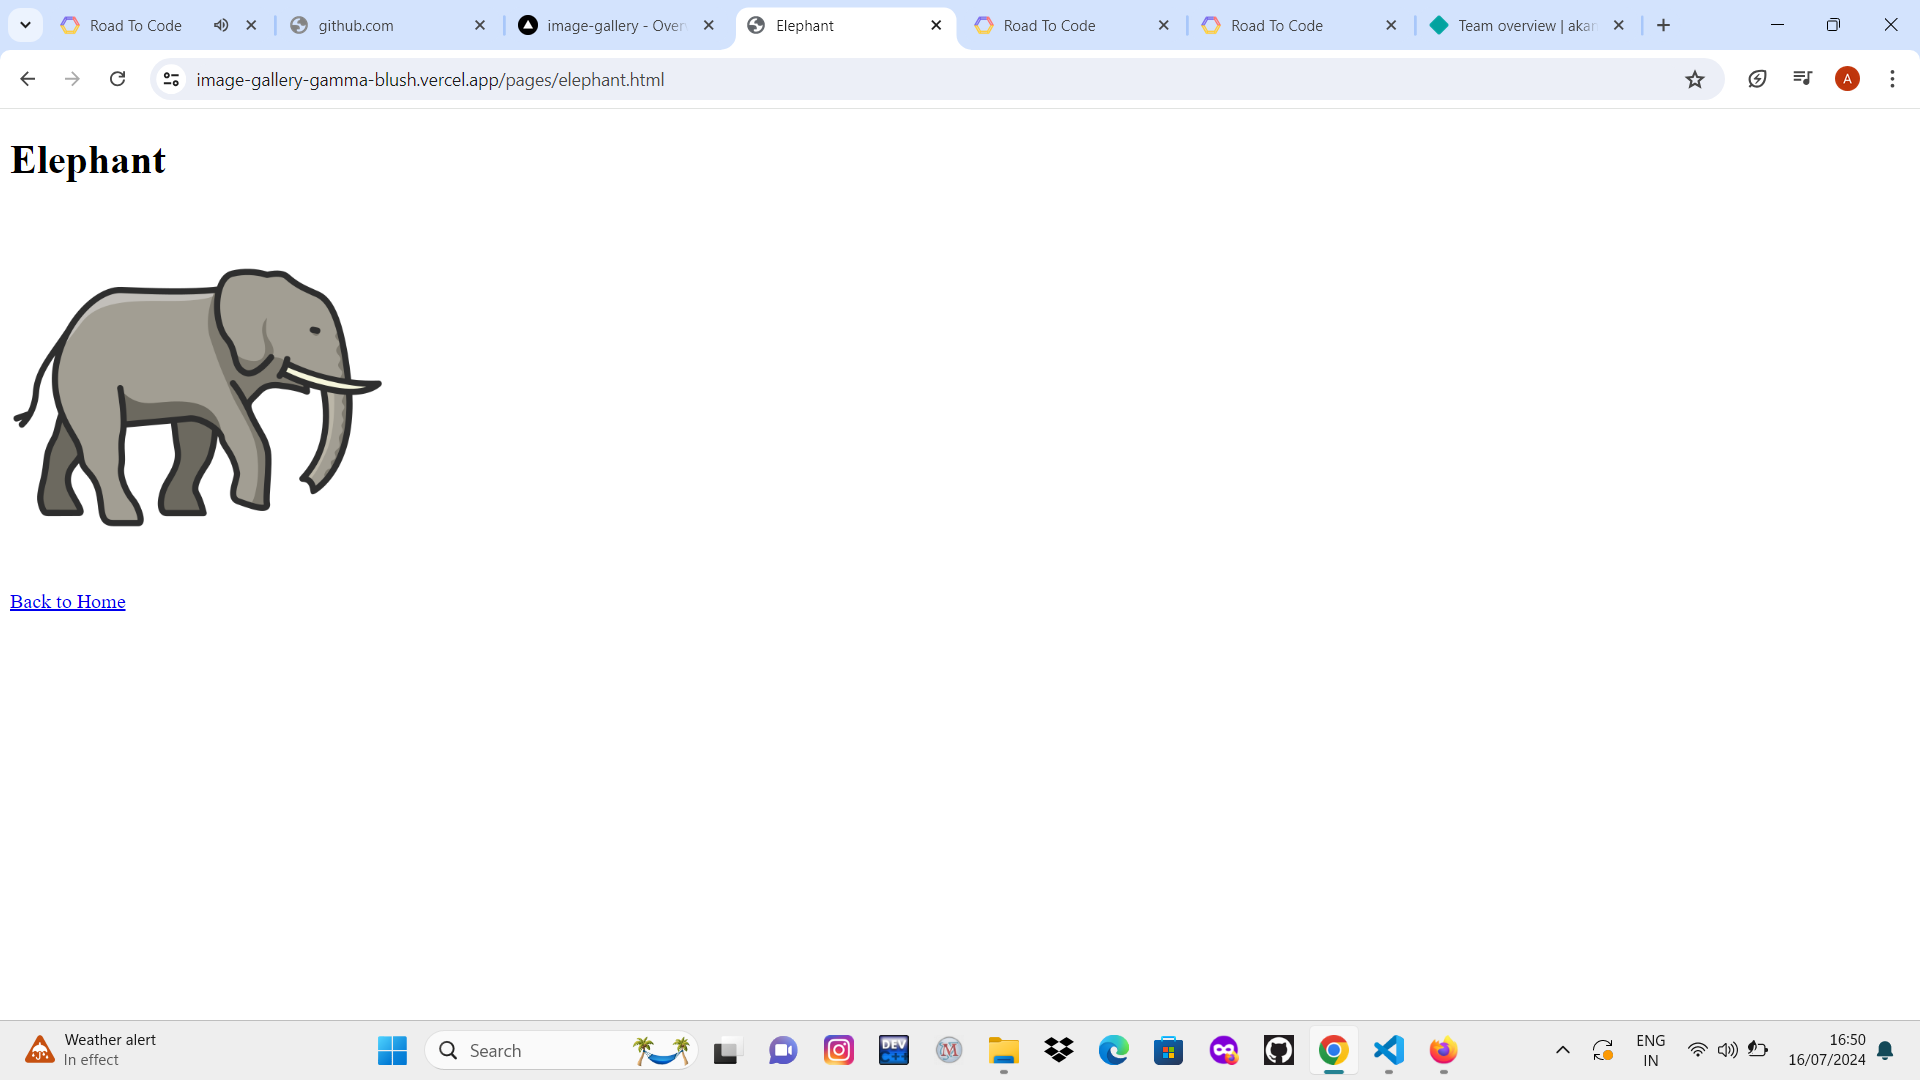 Road To Code
github.com
image-gallery - Over
Elephant
Road To Code
Road To Code
Team overview | akan
image-gallery-gamma-blush.vercel.app/pages/elephant.html
A
Elephant
Back to Home
Weather alert
In effect
Search
DEV
C++
M
ENG
IN
16:50
16/07/2024